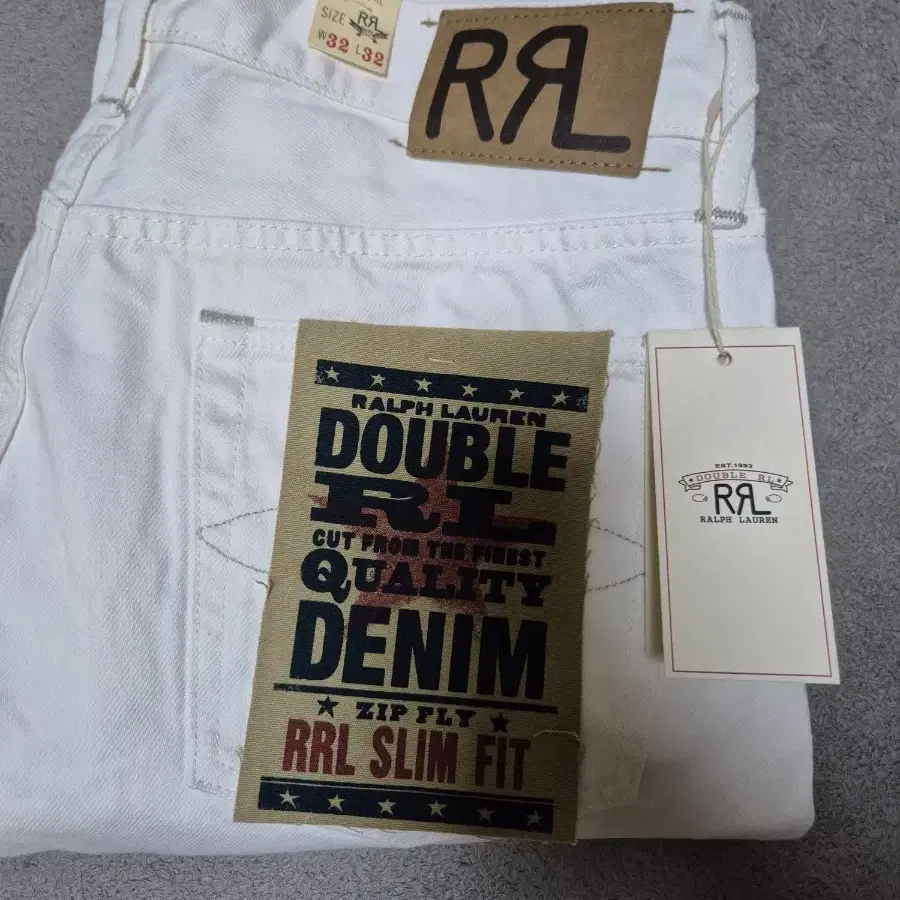 SIZE RRL
W32 L32
RRL
RALPH LAUREN
DOUBLE
RL
CUT FROM THE FINEST
QUALITY
DENIM
★ ZIP FLY ★
RRL SLIM FIT
EST. 1993
DOUBLE RL
RRL
RALPH LAUREN